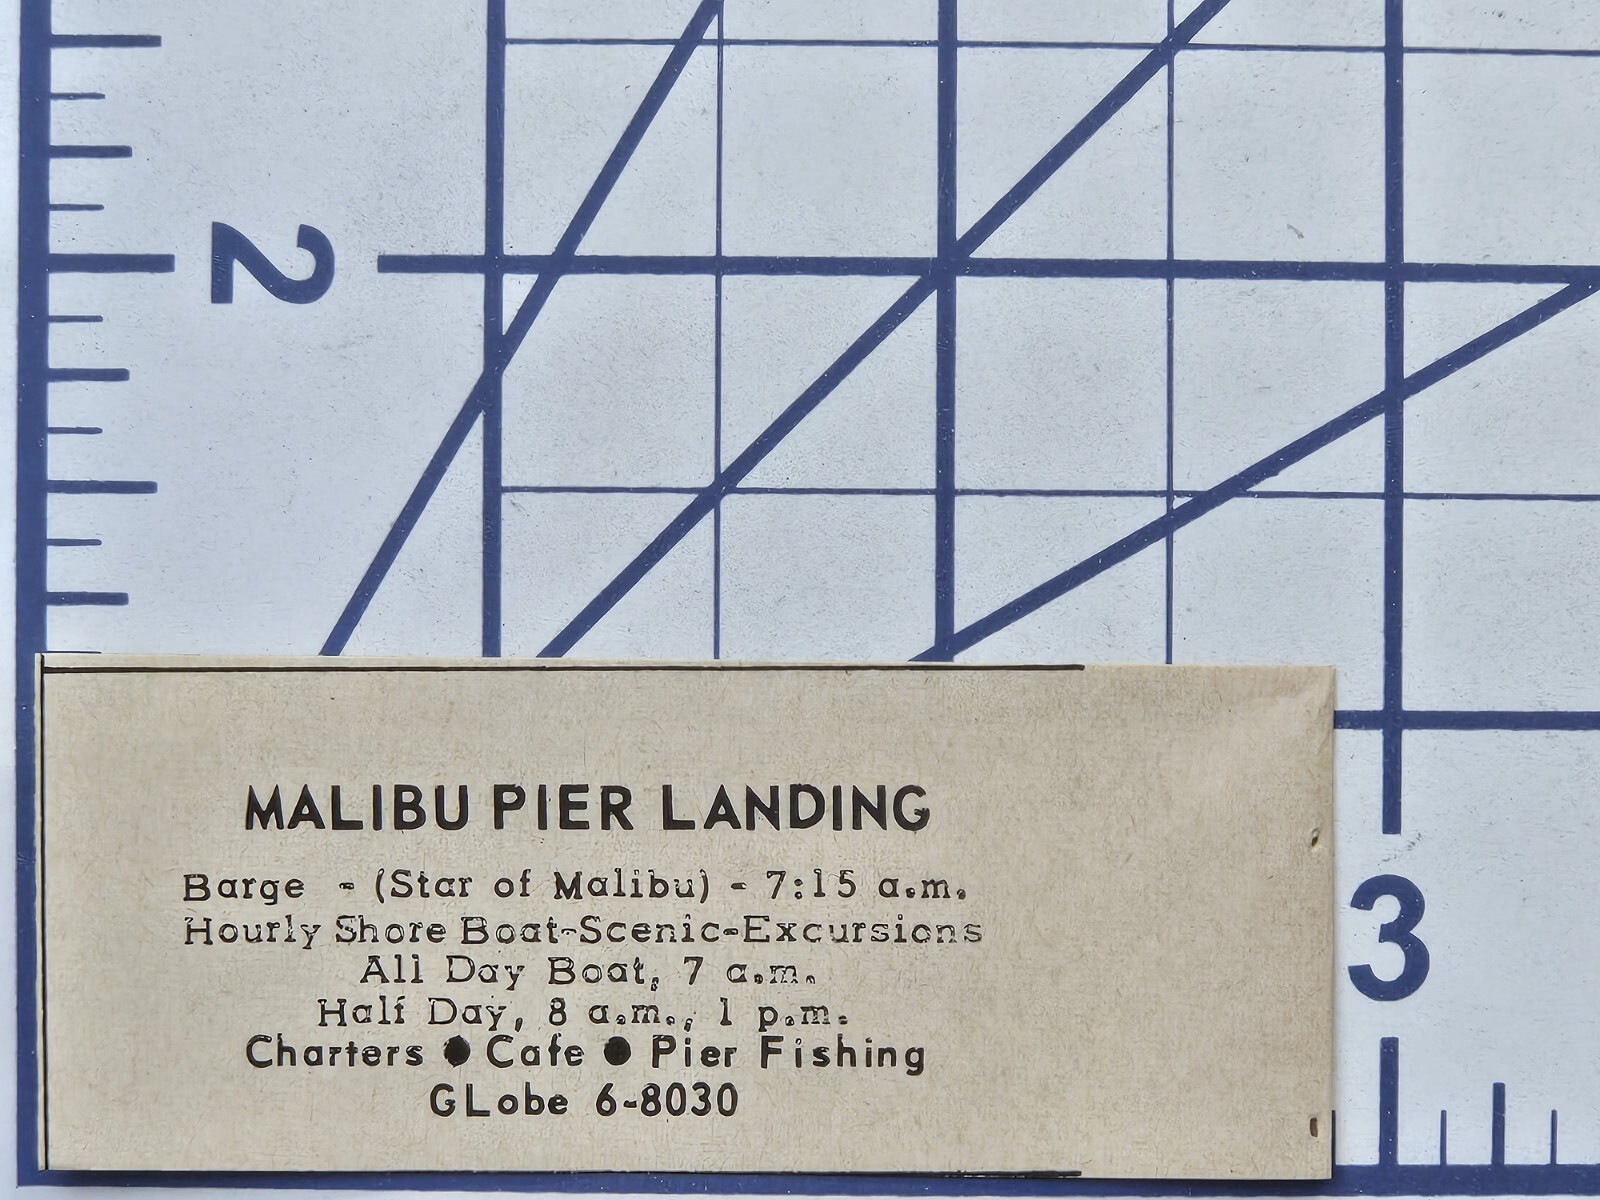 2
MALIBU PIER LANDING
Barge - (Star of Malibu) - 7:15 a.m.
Hourly Shore Boat-Scenic-Excursions
All Day Boat, 7 a.m.
Half Day, 8 a.m., 1 p.m.
Charters ● Cafe ● Pier Fishing
GLobe 6-8030
3